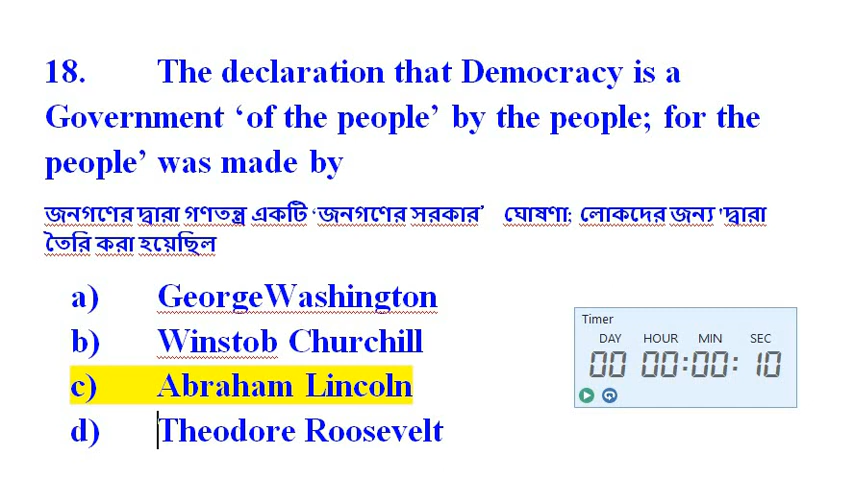 18. The declaration that Democracy is a
Government ‘of the people’ by the people; for the
people’ was made by
জনগণের দ্বারা গণতন্ত্র একটি ‘জনগণের সরকার’ ঘোষণা; লোকদের জন্য 'দ্বারা
তৈরি করা হয়েছিল
a) GeorgeWashington
b) Winstob Churchill
c) Abraham Lincoln
d) Theodore Roosevelt
Timer
DAY HOUR MIN SEC
00 00:00: 10